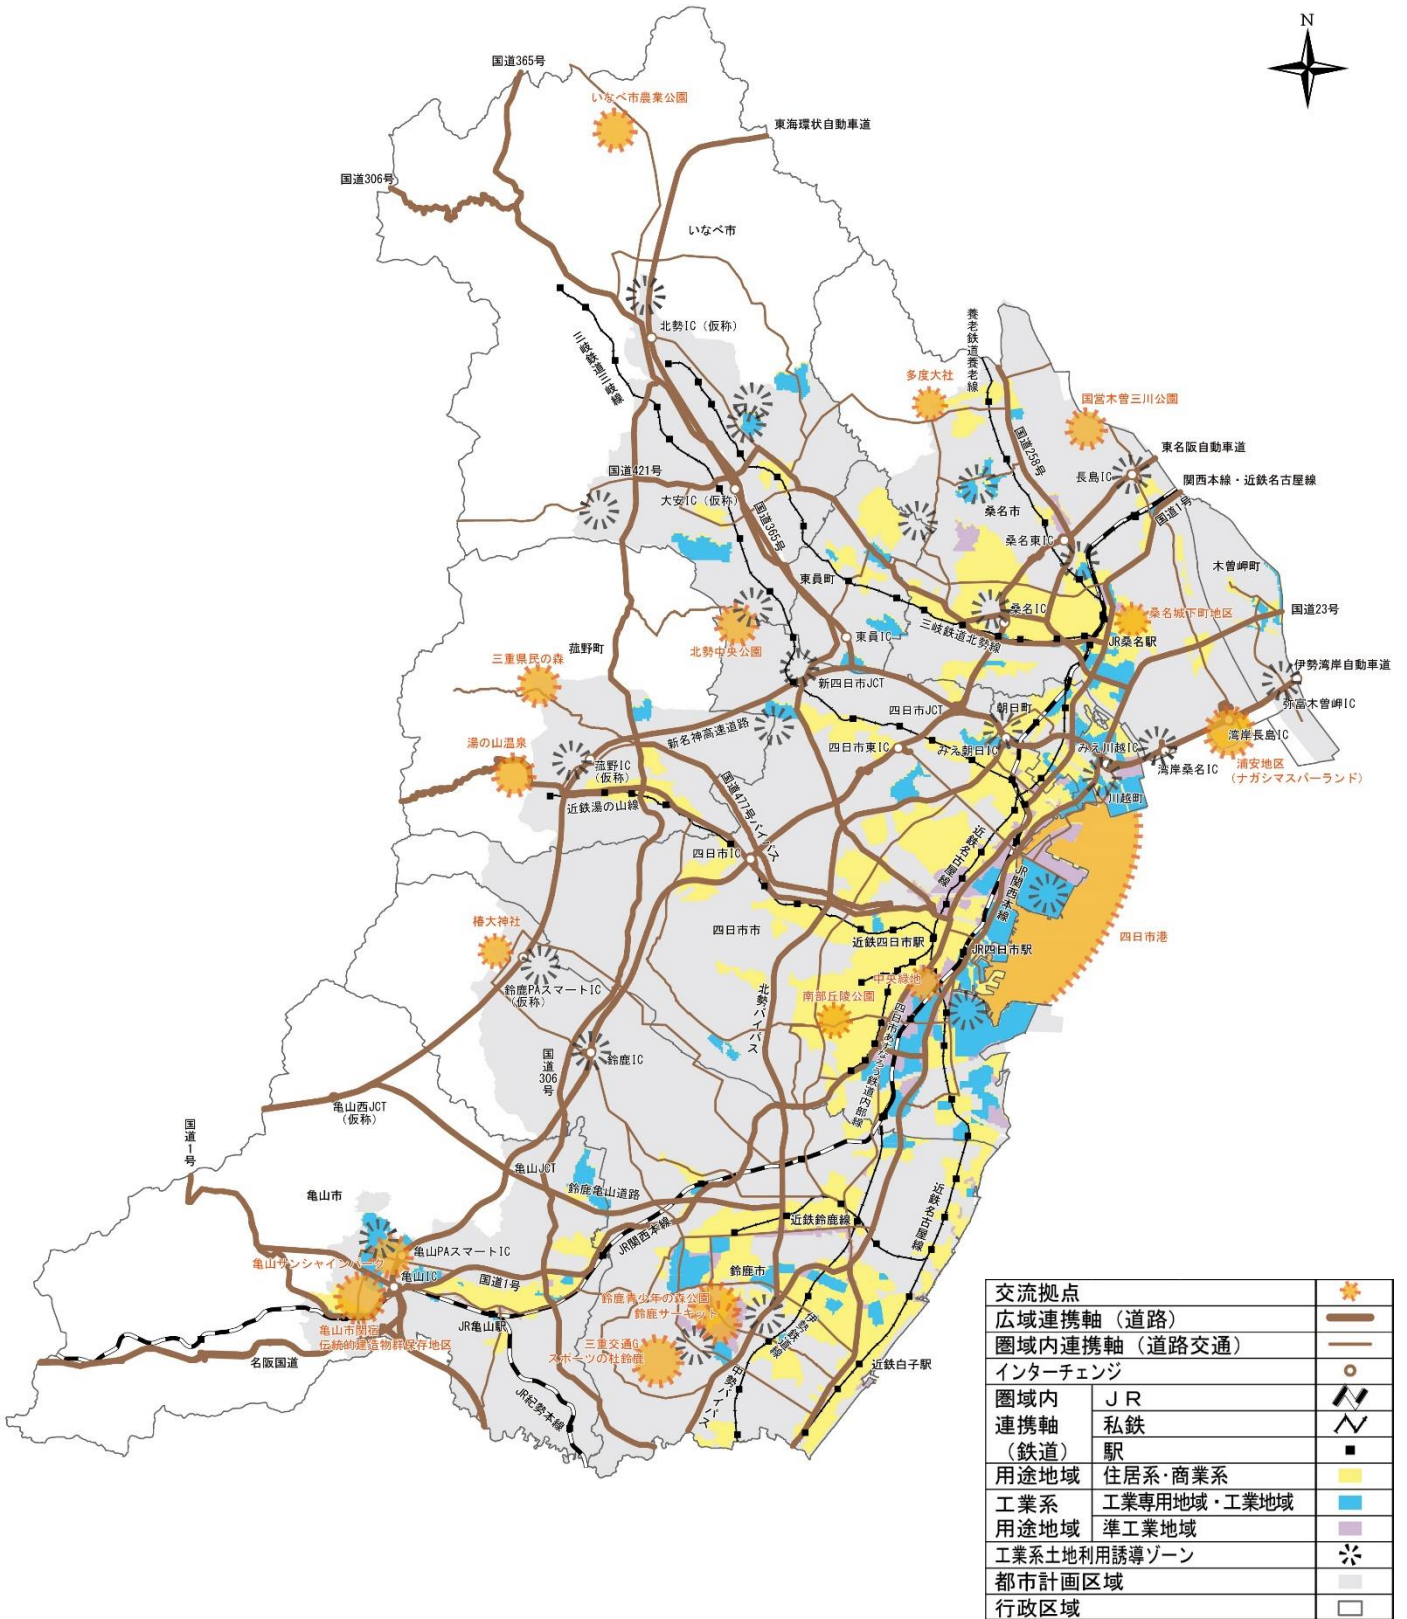 N
国道365号
いなべ市農業公園
東海環状自動車道
国道306号
いなべ市
北勢IC（仮称）
三岐鉄道三岐線
養老鉄道養老線
多度大社
国営木曽三川公園
国道258号
東名阪自動車道
長島IC
関西本線・近鉄名古屋線
国道1号
国道421号
大安IC（仮称）
国道365号
桑名市
桑名東IC
木曽岬町
東員町
桑名IC
桑名城下町地区
国道23号
三岐鉄道北勢線
JR桑名駅
北勢中央公園
東員IC
菰野町
三重県民の森
新四日市JCT
伊勢湾岸自動車道
弥富木曽岬IC
四日市JCT
朝日町
湯の山温泉
新名神高速道路
四日市東IC
みえ朝日IC
みえ川越IC
湾岸長島IC
湾岸桑名IC
浦安地区
（ナガシマスパーランド）
菰野IC
（仮称）
近鉄湯の山線
国道477号バイパス
川越町
四日市IC
近鉄名古屋線
JR関西本線
椿大神社
四日市市
近鉄四日市駅
JR四日市駅
四日市港
中央緑地
鈴鹿PAスマートIC
（仮称）
北勢バイパス
南部丘陵公園
四日市あすなろう鉄道内部線
国道306号
鈴鹿IC
亀山西JCT
（仮称）
国道1号
亀山JCT
亀山市
鈴鹿亀山道路
近鉄鈴鹿線
近鉄名古屋線
JR関西本線
亀山PAスマートIC
亀山サンシャインパーク
亀山IC
国道1号
鈴鹿市
鈴鹿青少年の森公園
鈴鹿サーキット
亀山市関宿
伝統的建造物群保存地区
JR亀山駅
三重交通G
スポーツの杜鈴鹿
伊勢鉄道線
名阪国道
JR紀勢本線
中勢バイパス
近鉄白子駅
交流拠点
広域連携軸（道路）
圏域内連携軸（道路交通）
インターチェンジ
圏域内 ＪＲ
連携軸 私鉄
（鉄道） 駅
用途地域 住居系・商業系
工業系 工業専用地域・工業地域
用途地域 準工業地域
工業系土地利用誘導ゾーン
都市計画区域
行政区域